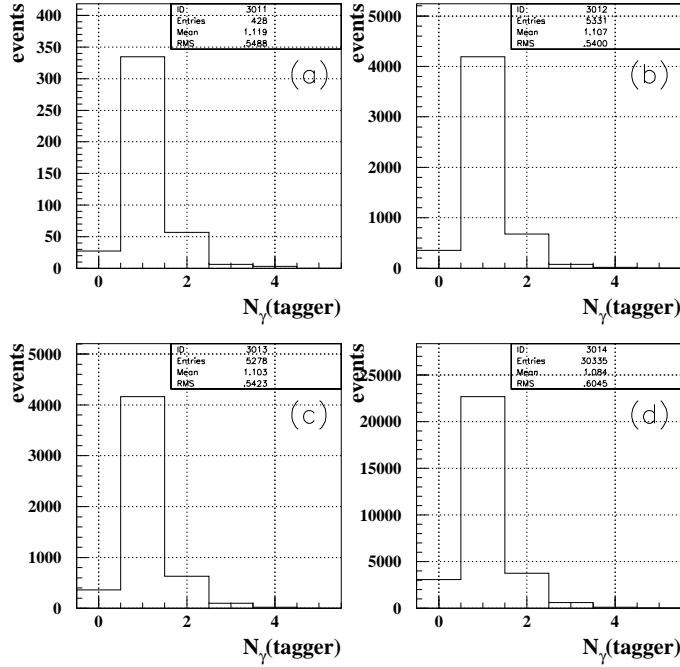 events
ID 3011
Entries 428
Mean 1.119
RMS .5488
(a)
400
350
300
250
200
150
100
50
0
0 2 4
Nγ(tagger)
events
ID 3012
Entries 5331
Mean 1.107
RMS .5400
(b)
5000
4000
3000
2000
1000
0
0 2 4
Nγ(tagger)
events
ID 3013
Entries 5278
Mean 1.103
RMS .5423
(c)
5000
4000
3000
2000
1000
0
0 2 4
Nγ(tagger)
events
ID 3014
Entries 30335
Mean 1.084
RMS .6045
(d)
25000
20000
15000
10000
5000
0
0 2 4
Nγ(tagger)